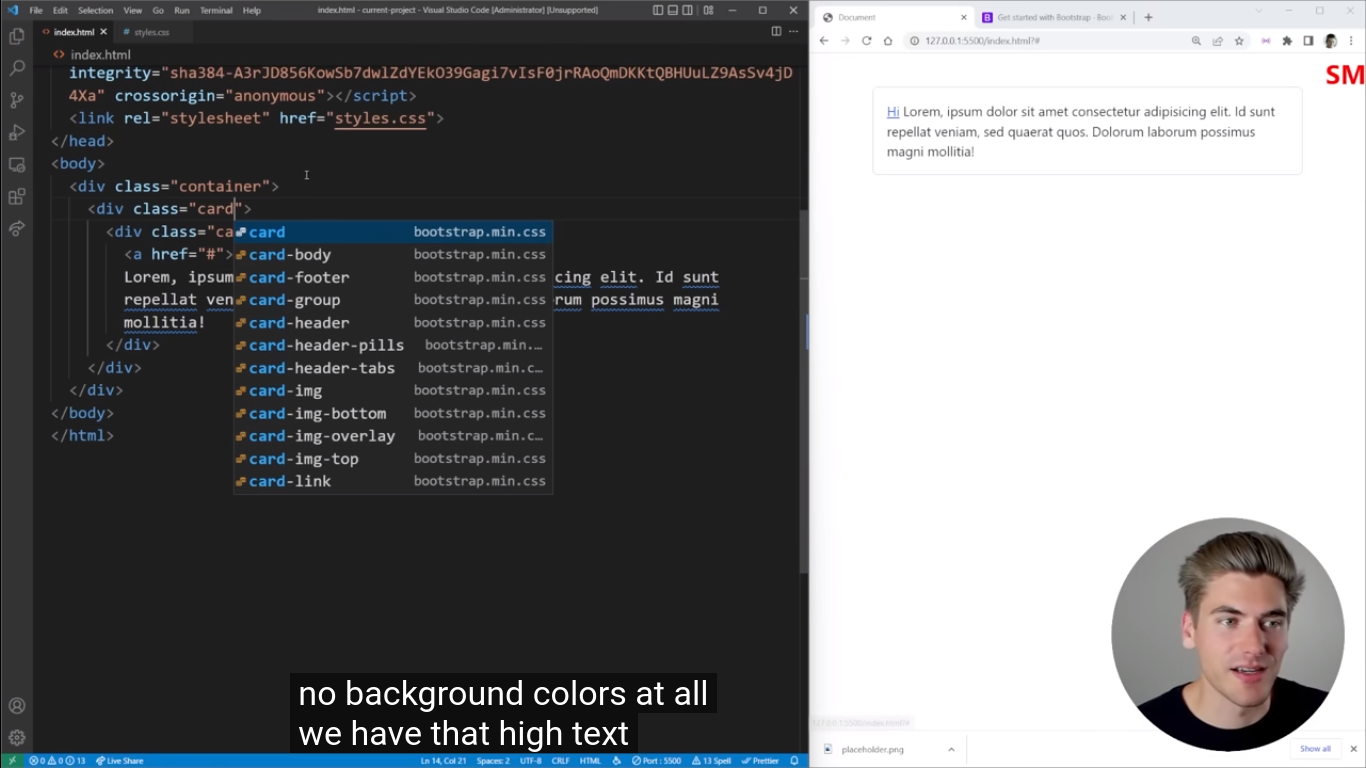 File Edit Selection View Go Run Terminal Help
index.html - current-project - Visual Studio Code [Administrator] [Unsupported]
index.html
styles.css
index.html
integrity="sha384-A3rJD856KowSb7dwlZdYEkO39Gagi7vIsF0jrRAoQmDKKtQBHUuLZ9AsSv4jD
4Xa" crossorigin="anonymous"></script>
<link rel="stylesheet" href="styles.css">
</head>
<body>
<div class="container">
<div class="card">
<div class="ca
<a href="#">
Lorem, ipsum
cing elit. Id sunt
repellat ven
rum possimus magni
mollitia!
</div>
</div>
</div>
</body>
</html>
card bootstrap.min.css
card-body bootstrap.min.css
card-footer bootstrap.min.css
card-group bootstrap.min.css
card-header bootstrap.min.css
card-header-pills bootstrap.min.…
card-header-tabs bootstrap.min.c…
card-img bootstrap.min.css
card-img-bottom bootstrap.min.css
card-img-overlay bootstrap.min.c…
card-img-top bootstrap.min.css
card-link bootstrap.min.css
no background colors at all
we have that high text
0 0 13 Live Share
Ln 14, Col 21 Spaces: 2 UTF-8 CRLF HTML Port : 5500 13 Spell Prettier
Document
Get started with Bootstrap · Boo
127.0.0.1:5500/index.html?#
SM
Hi Lorem, ipsum dolor sit amet consectetur adipisicing elit. Id sunt
repellat veniam, sed quaerat quos. Dolorum laborum possimus
magni mollitia!
127.0.0.1:5500/index.html?#
placeholder.png
Show all